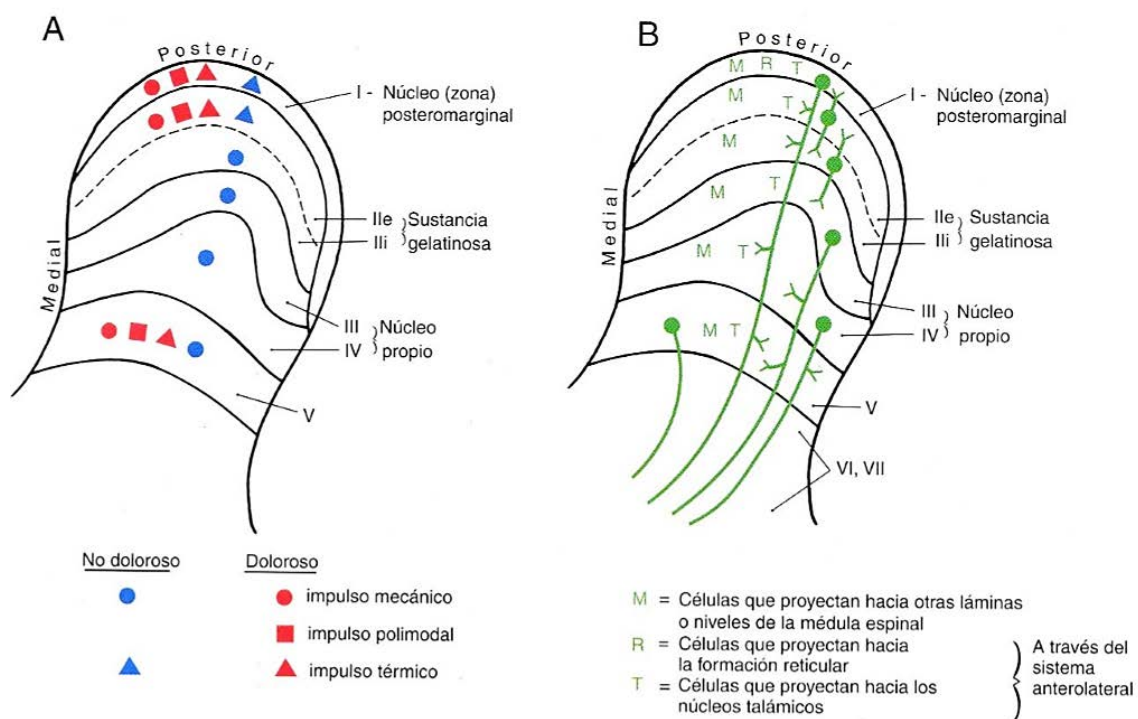 A
Posterior
Medial
I - Núcleo (zona)
posteromarginal
IIe
IIi
Sustancia
gelatinosa
III
IV
Núcleo
propio
V
No doloroso
Doloroso
impulso mecánico
impulso polimodal
impulso térmico
B
Posterior
Medial
M R T
M T
M
M T
M T
M T
I - Núcleo (zona)
posteromarginal
IIe
IIi
Sustancia
gelatinosa
III
IV
Núcleo
propio
V
VI, VII
M = Células que proyectan hacia otras láminas
o niveles de la médula espinal
R = Células que proyectan hacia
la formación reticular
T = Células que proyectan hacia los
núcleos talámicos
A través del
sistema
anterolateral